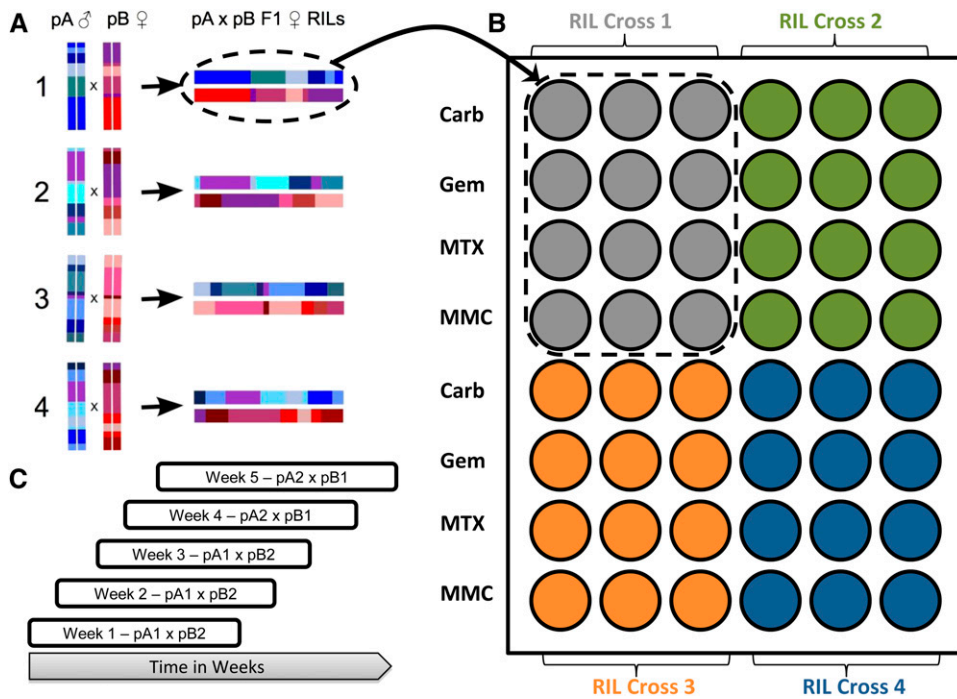 A
pA ♂ pB ♀ pA x pB F1 ♀ RILs
1 x
2 x
3 x
4 x
B
RIL Cross 1 RIL Cross 2
Carb
Gem
MTX
MMC
Carb
Gem
MTX
MMC
RIL Cross 3 RIL Cross 4
C
Week 5 – pA2 x pB1
Week 4 – pA2 x pB1
Week 3 – pA1 x pB2
Week 2 – pA1 x pB2
Week 1 – pA1 x pB2
Time in Weeks